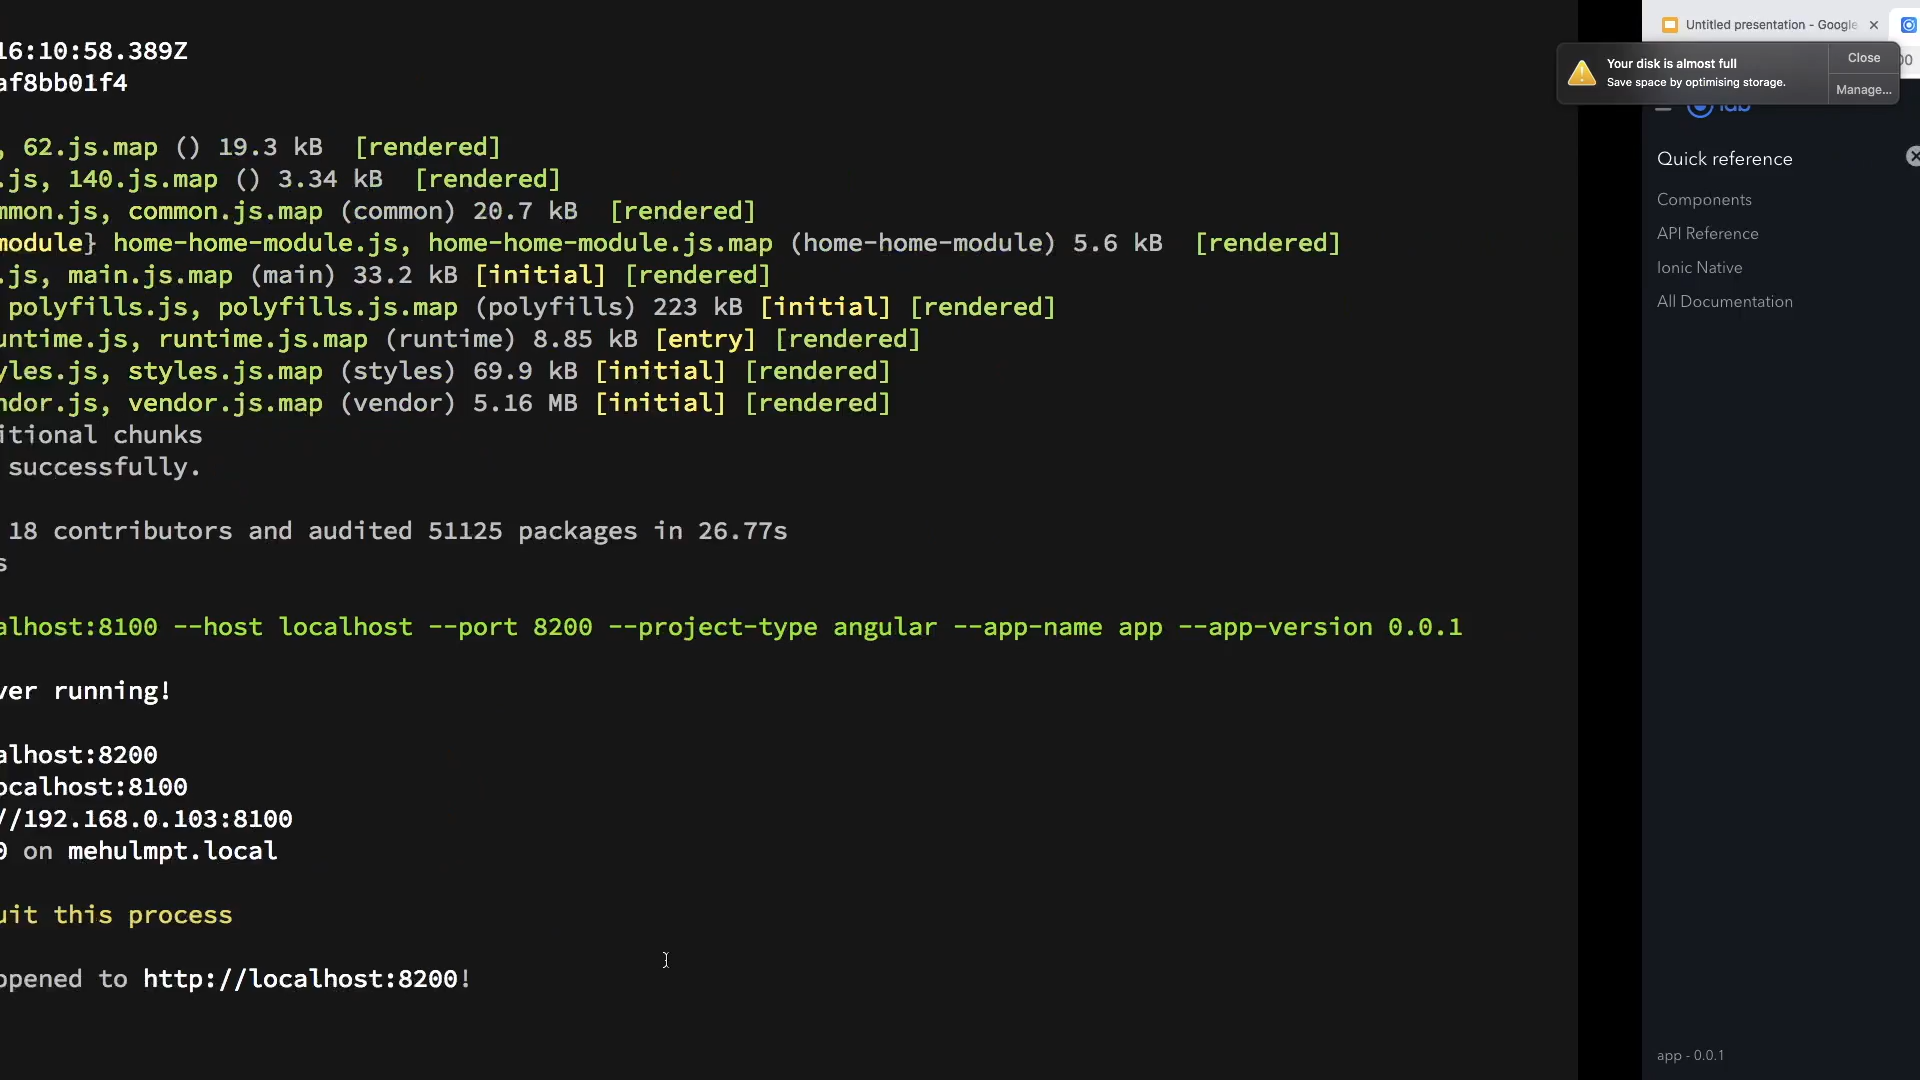 16:10:58.389Z
af8bb01f4
, 62.js.map () 19.3 kB [rendered]
.js, 140.js.map () 3.34 kB [rendered]
mmon.js, common.js.map (common) 20.7 kB [rendered]
module} home-home-module.js, home-home-module.js.map (home-home-module) 5.6 kB [rendered]
.js, main.js.map (main) 33.2 kB [initial] [rendered]
polyfills.js, polyfills.js.map (polyfills) 223 kB [initial] [rendered]
untime.js, runtime.js.map (runtime) 8.85 kB [entry] [rendered]
yles.js, styles.js.map (styles) 69.9 kB [initial] [rendered]
ndor.js, vendor.js.map (vendor) 5.16 MB [initial] [rendered]
itional chunks
successfully.
18 contributors and audited 51125 packages in 26.77s
s
alhost:8100 --host localhost --port 8200 --project-type angular --app-name app --app-version 0.0.1
ver running!
alhost:8200
ocalhost:8100
//192.168.0.103:8100
0 on mehulmpt.local
uit this process
opened to http://localhost:8200!
Untitled presentation - Google
Your disk is almost full
Save space by optimising storage.
Close
Manage...
00
lab
Quick reference
Components
API Reference
Ionic Native
All Documentation
app - 0.0.1